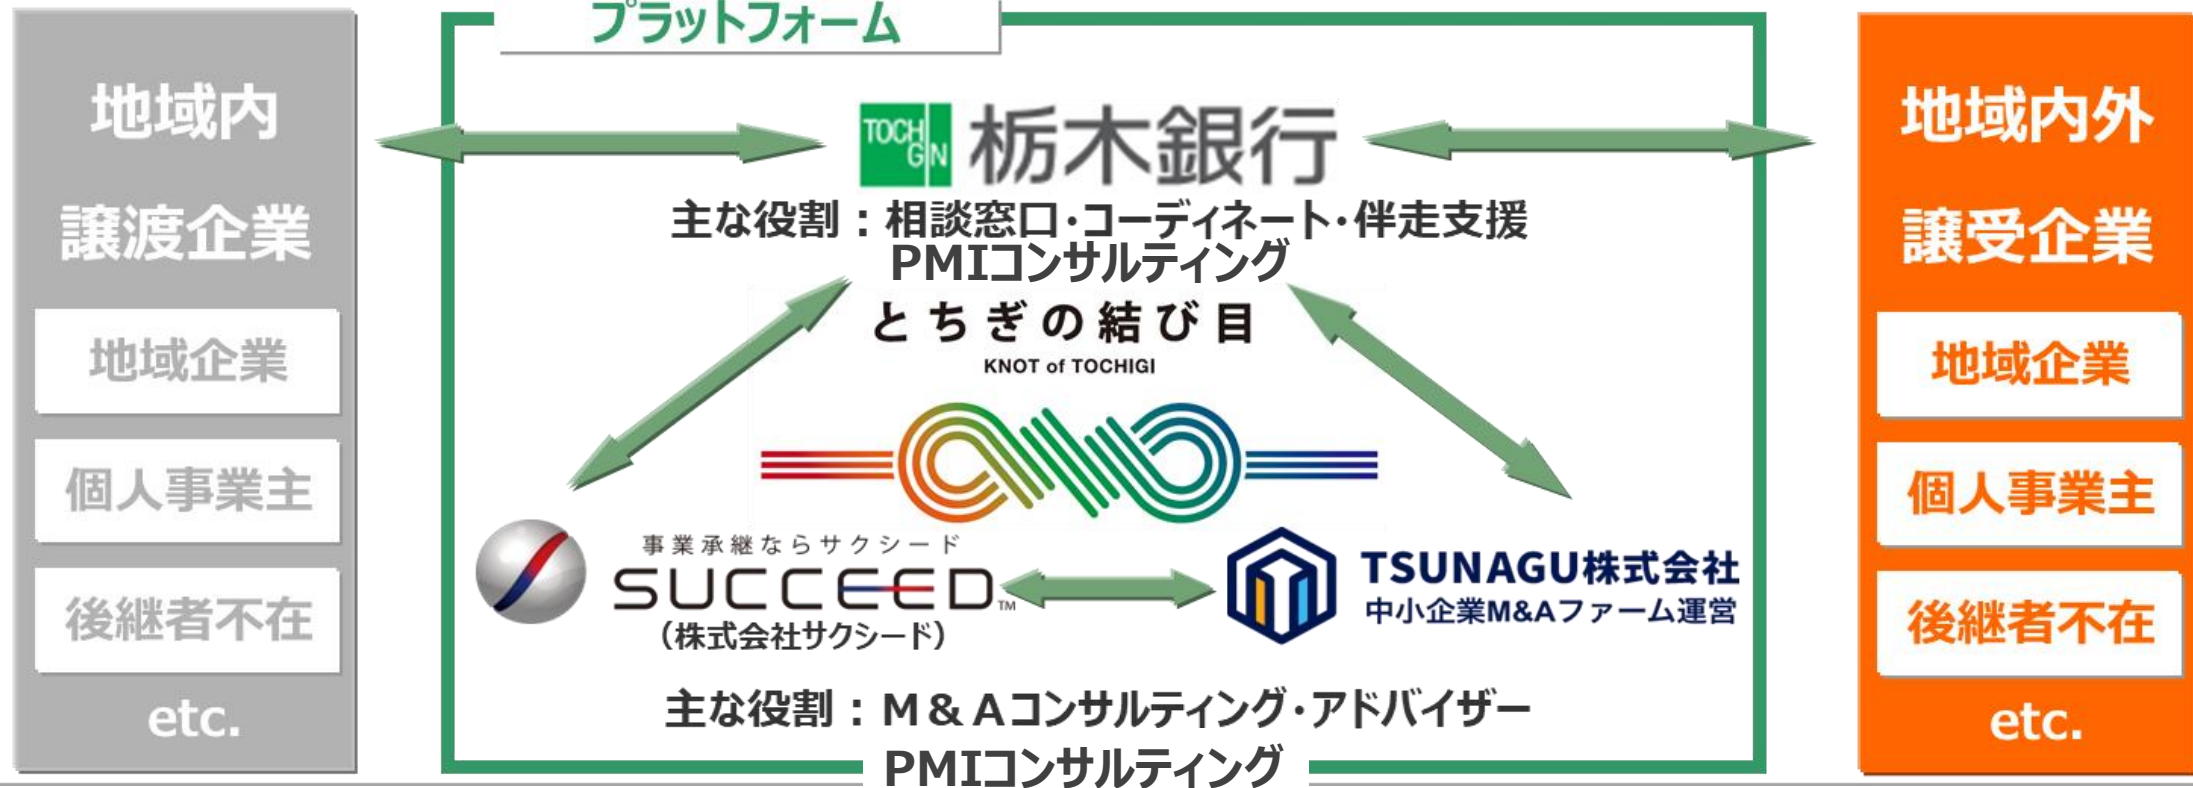 プラットフォーム
地域内
譲渡企業
地域企業
個人事業主
後継者不在
etc.
TOCHIGIN 栃木銀行
主な役割：相談窓口・コーディネート・伴走支援
PMIコンサルティング
とちぎの結び目
KNOT of TOCHIGI
事業承継ならサクシード
SUCCEED™
（株式会社サクシード）
TSUNAGU株式会社
中小企業M&Aファーム運営
主な役割：M＆Aコンサルティング・アドバイザー
PMIコンサルティング
地域内外
譲受企業
地域企業
個人事業主
後継者不在
etc.